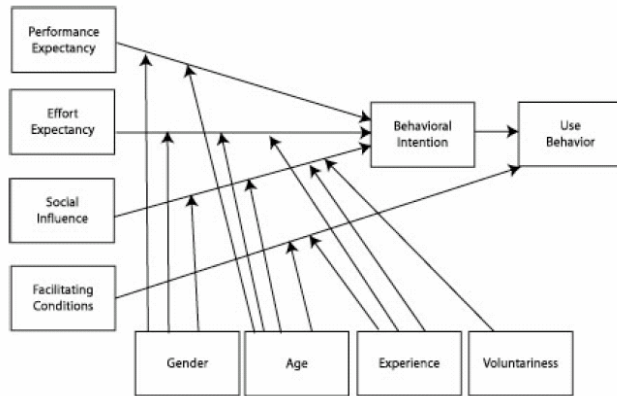 Performance
Expectancy
Effort
Expectancy
Behavioral
Intention
Use
Behavior
Social
Influence
Facilitating
Conditions
Gender
Age
Experience
Voluntariness